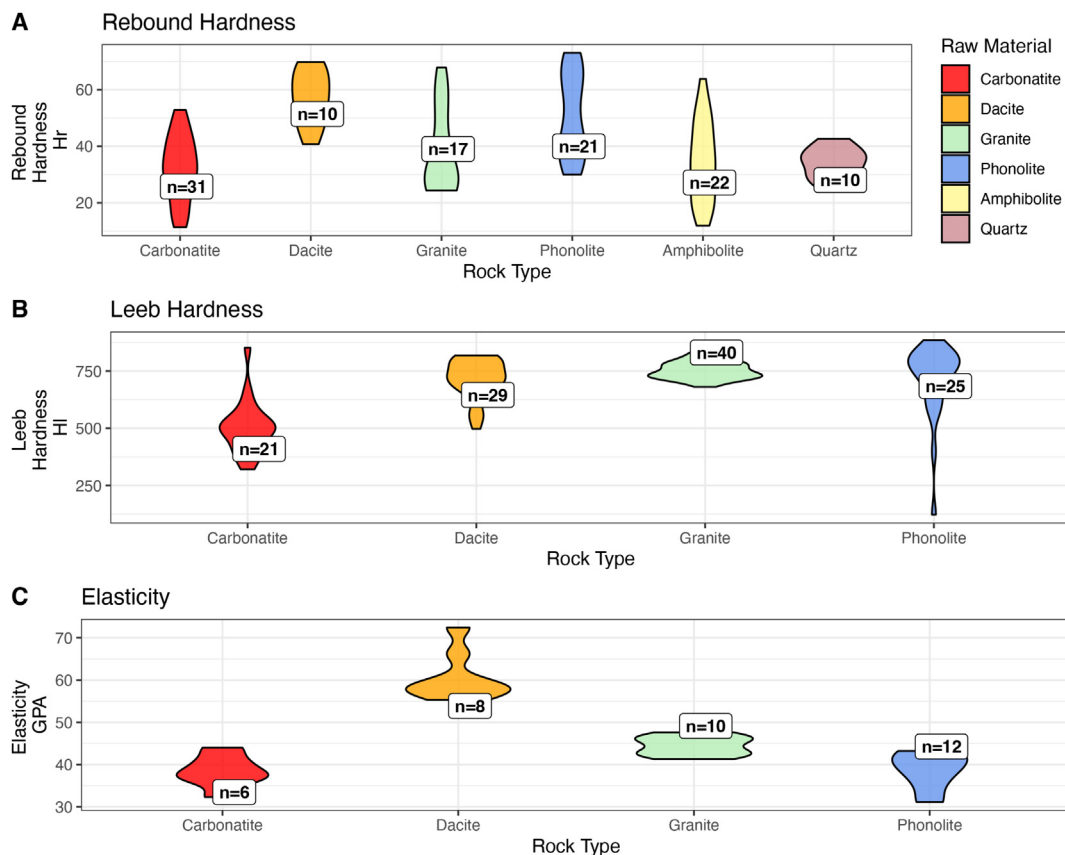 A
Rebound Hardness
Rebound
Hardness
Hr
60
40
20
n=31
n=10
n=17
n=21
n=22
n=10
Carbonatite
Dacite
Granite
Phonolite
Amphibolite
Quartz
Rock Type
Raw Material
Carbonatite
Dacite
Granite
Phonolite
Amphibolite
Quartz
B
Leeb Hardness
Leeb
Hardness
Hl
750
500
250
n=21
n=29
n=40
n=25
Carbonatite
Dacite
Granite
Phonolite
Rock Type
C
Elasticity
Elasticity
GPA
70
60
50
40
30
n=6
n=8
n=10
n=12
Carbonatite
Dacite
Granite
Phonolite
Rock Type